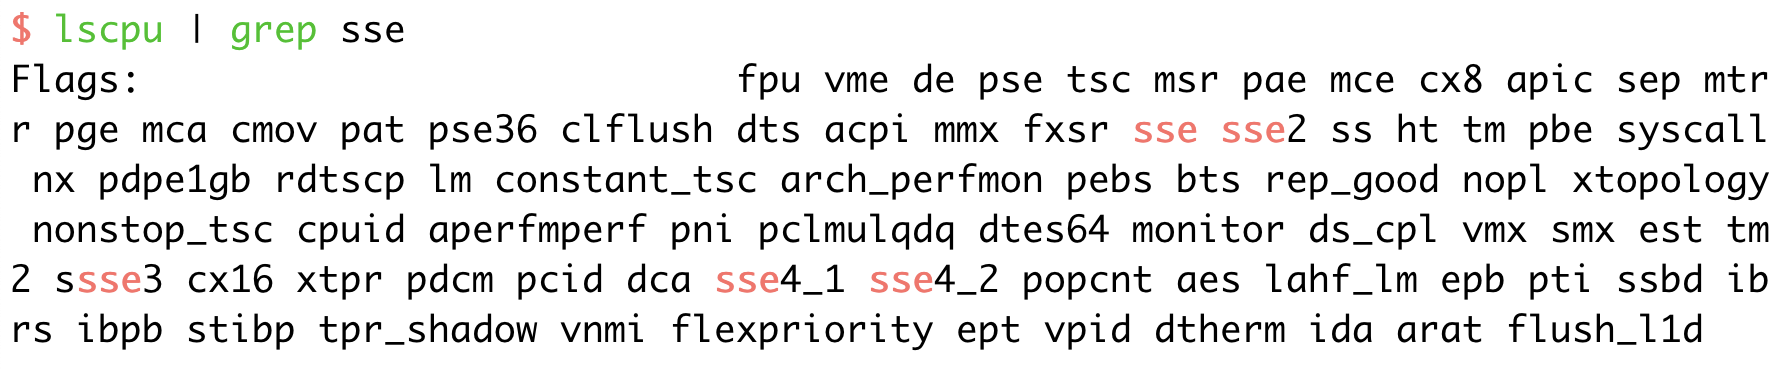 $ lscpu | grep sse
Flags:                           fpu vme de pse tsc msr pae mce cx8 apic sep mtr
r pge mca cmov pat pse36 clflush dts acpi mmx fxsr sse sse2 ss ht tm pbe syscall
 nx pdpe1gb rdtscp lm constant_tsc arch_perfmon pebs bts rep_good nopl xtopology
 nonstop_tsc cpuid aperfmperf pni pclmulqdq dtes64 monitor ds_cpl vmx smx est tm
2 ssse3 cx16 xtpr pdcm pcid dca sse4_1 sse4_2 popcnt aes lahf_lm epb pti ssbd ib
rs ibpb stibp tpr_shadow vnmi flexpriority ept vpid dtherm ida arat flush_l1d